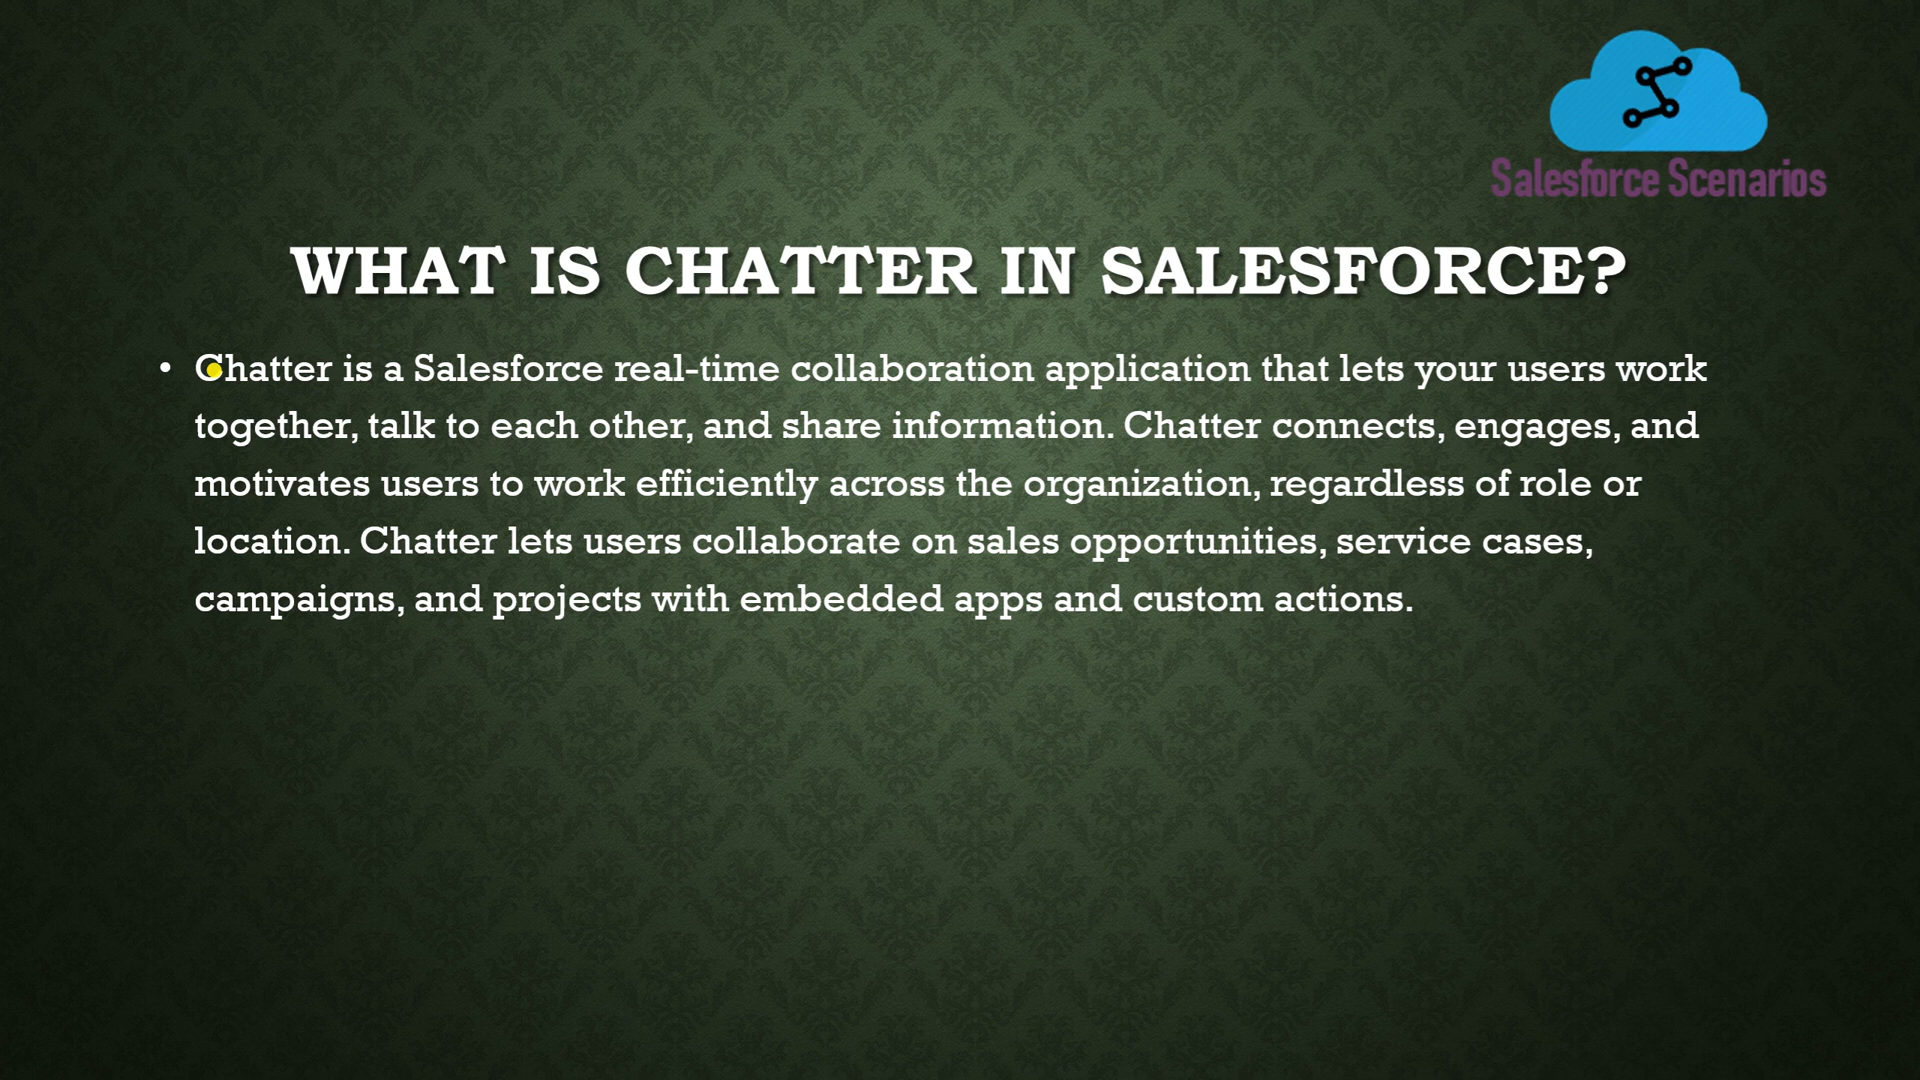 Salesforce Scenarios
WHAT IS CHATTER IN SALESFORCE?
• Chatter is a Salesforce real-time collaboration application that lets your users work
together, talk to each other, and share information. Chatter connects, engages, and
motivates users to work efficiently across the organization, regardless of role or
location. Chatter lets users collaborate on sales opportunities, service cases,
campaigns, and projects with embedded apps and custom actions.